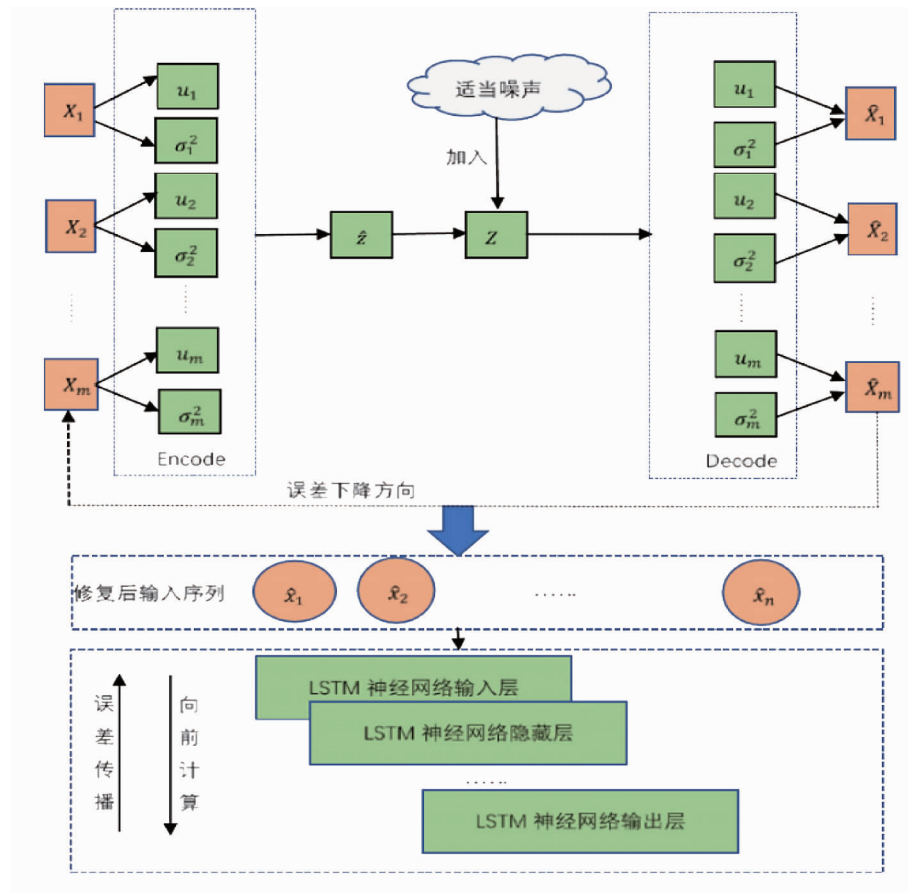 适当噪声
加入
X₁
u₁
σ₁²
X₂
u₂
σ₂²
......
......
Xₘ
uₘ
σₘ²
Encode
ẑ
Z
u₁
σ₁²
X̂₁
u₂
σ₂²
X̂₂
......
......
uₘ
σₘ²
X̂ₘ
Decode
误差下降方向
修复后输入序列 x̂₁ x̂₂ ...... x̂ₙ
误差传播
向前计算
LSTM 神经网络输入层
LSTM 神经网络隐藏层
......
LSTM 神经网络输出层